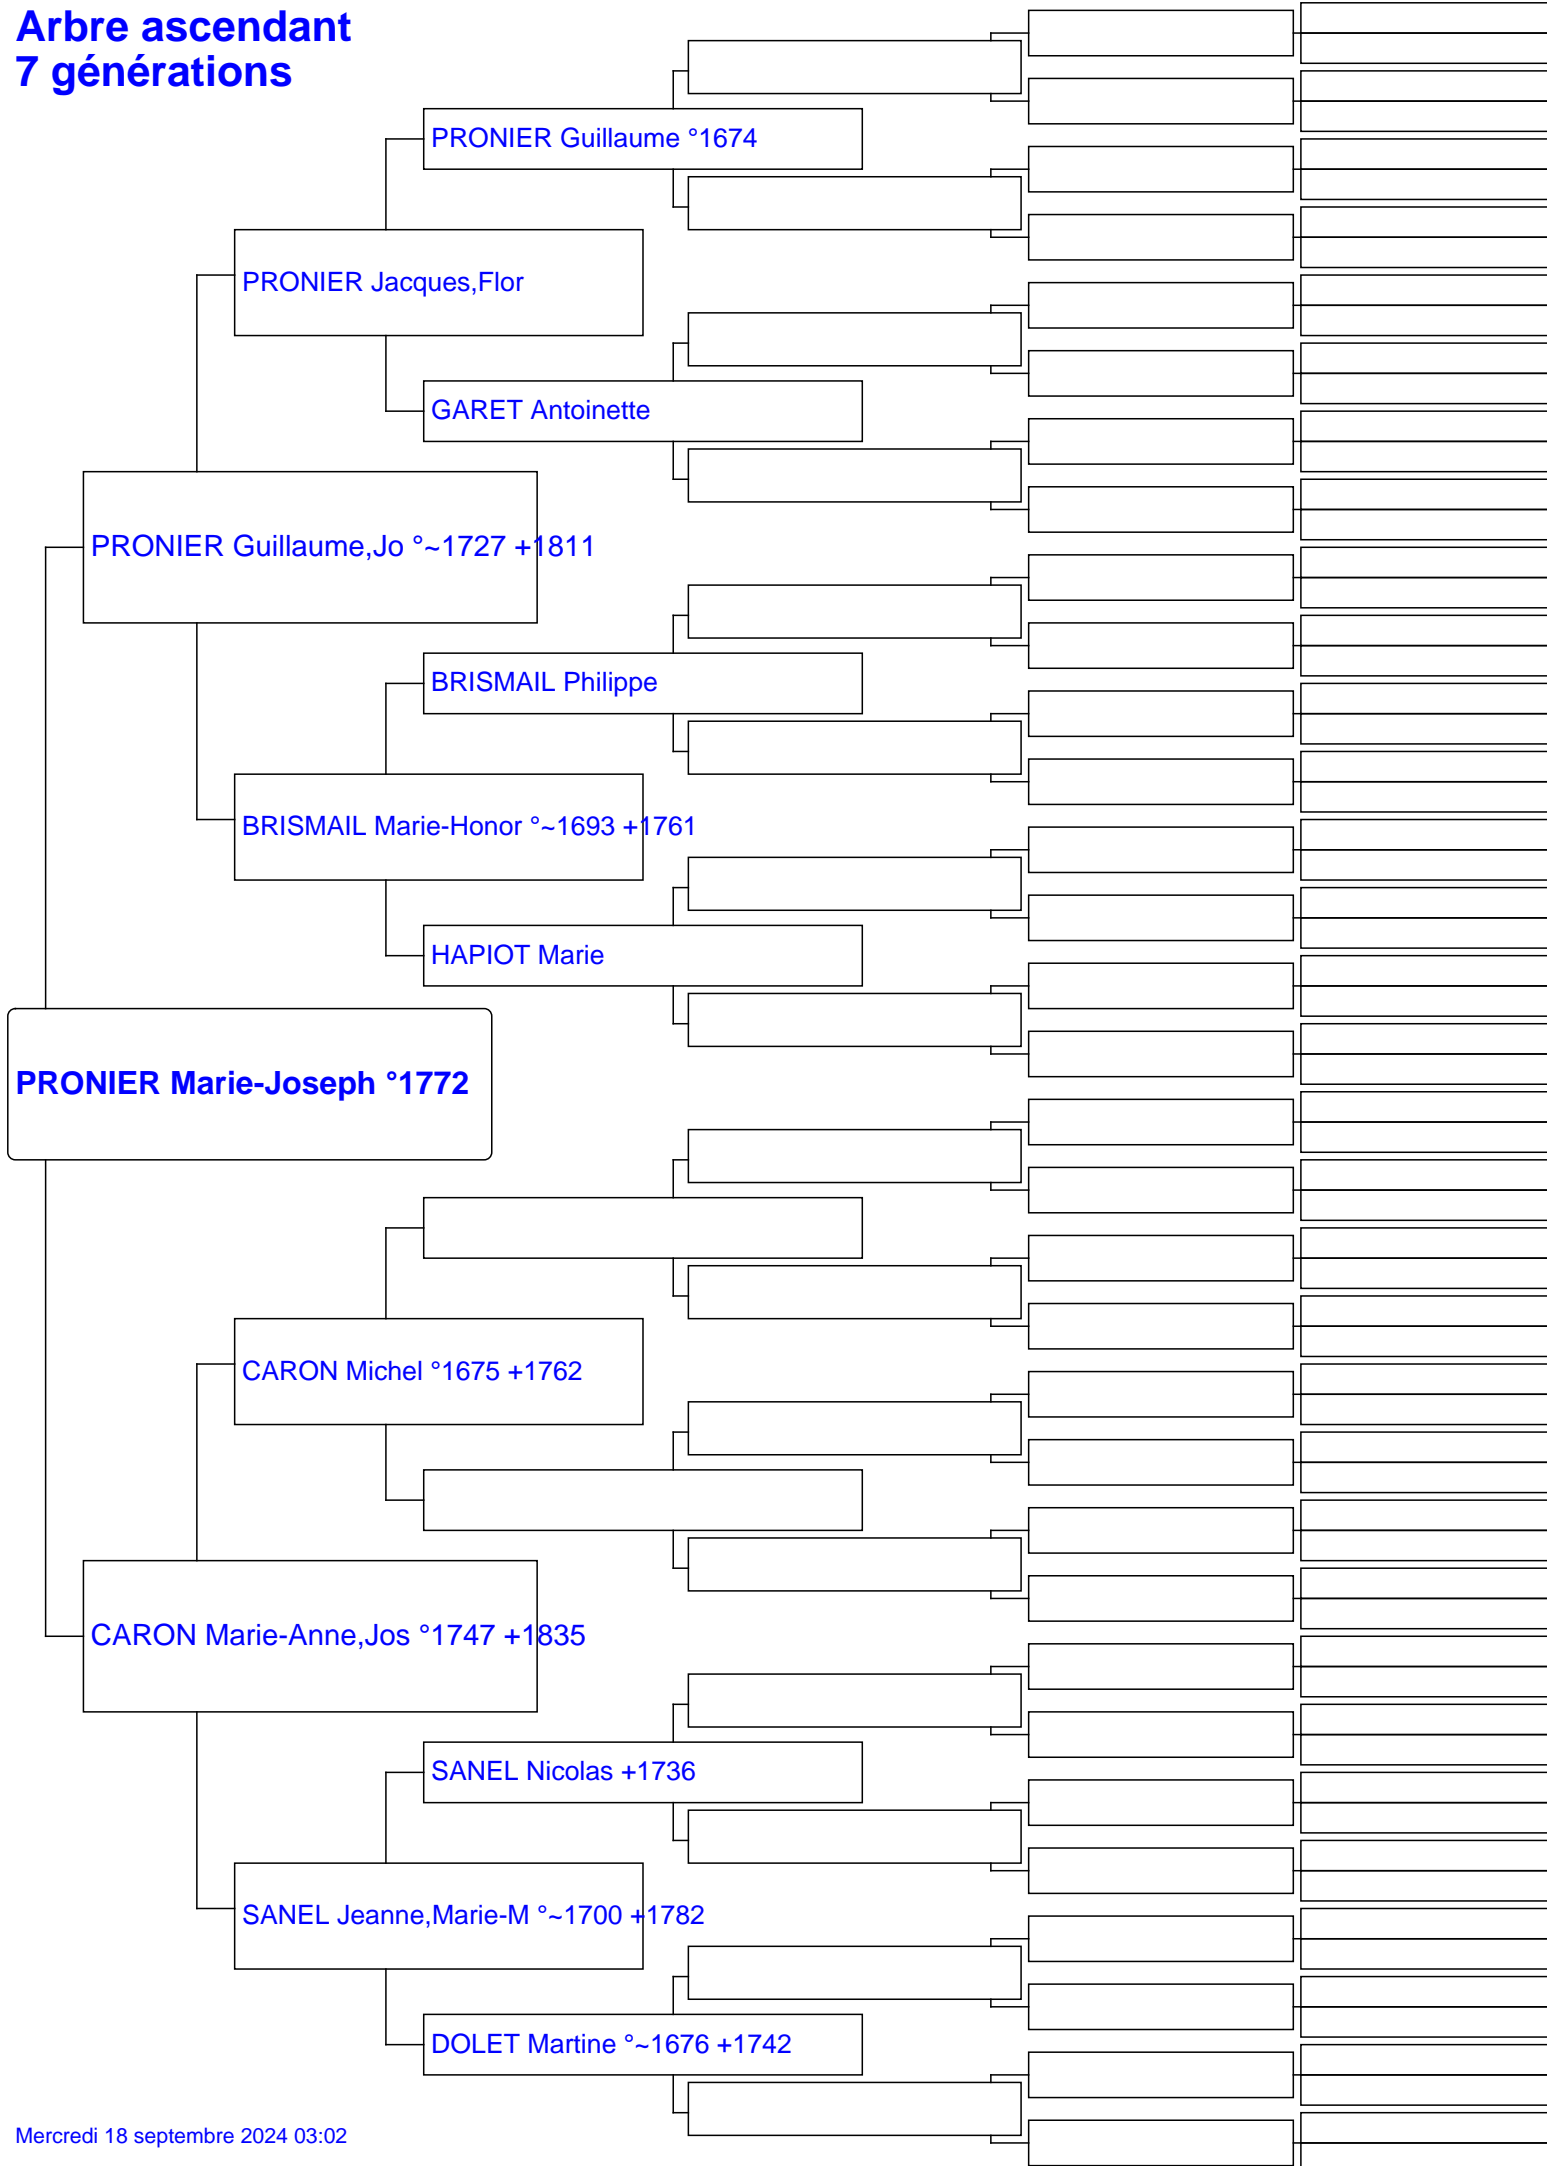 Arbre ascendant
7 générations
PRONIER Guillaume °1674
PRONIER Jacques,Flor
GARET Antoinette
PRONIER Guillaume,Jo °~1727 +1811
BRISMAIL Philippe
BRISMAIL Marie-Honor °~1693 +1761
HAPIOT Marie
PRONIER Marie-Joseph °1772
CARON Michel °1675 +1762
CARON Marie-Anne,Jos °1747 +1835
SANEL Nicolas +1736
SANEL Jeanne,Marie-M °~1700 +1782
DOLET Martine °~1676 +1742
Mercredi 18 septembre 2024 03:02